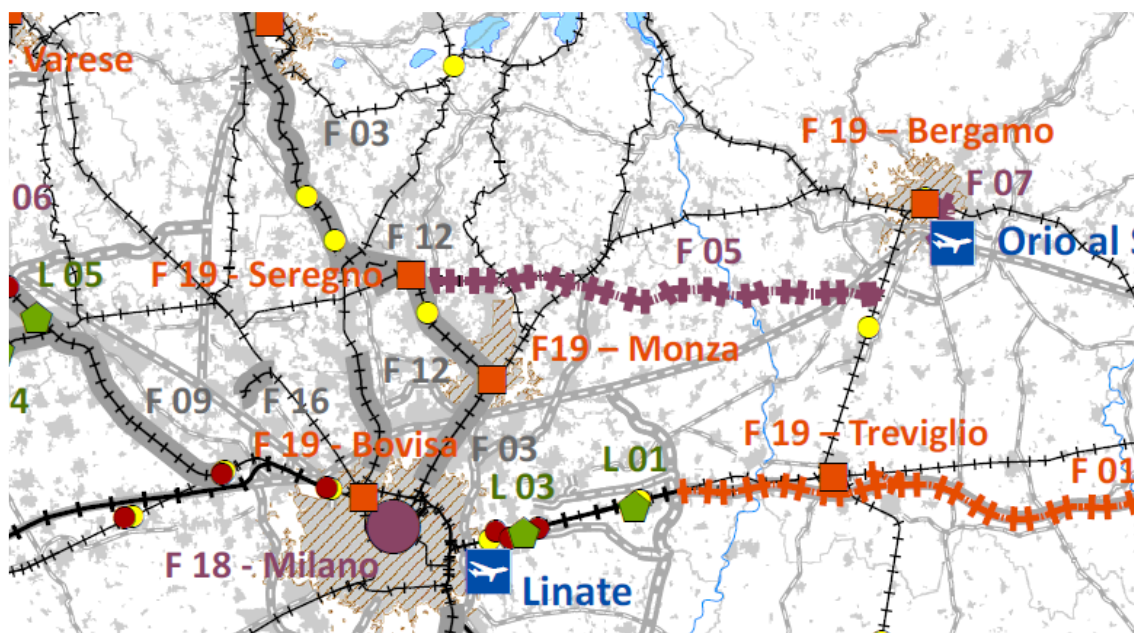 - Varese
F 03
F 19 – Bergamo
06
F 07
F 12
F 05
Orio al S
L 05
F 19 - Seregno
F19 – Monza
4
F 09
F 12
F 16
F 19 - Bovisa
F 03
F 19 – Treviglio
L 01
F 01
L 03
F 18 - Milano
Linate